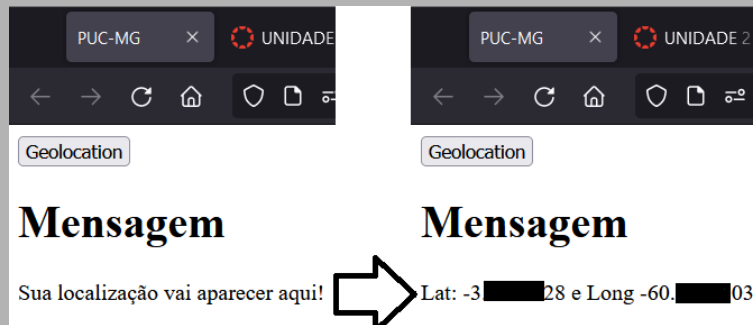 PUC-MG
UNIDADE
PUC-MG
UNIDADE 2
Geolocation
Geolocation
Mensagem
Mensagem
Sua localização vai aparecer aqui!
Lat: -3. 28 e Long -60. 03